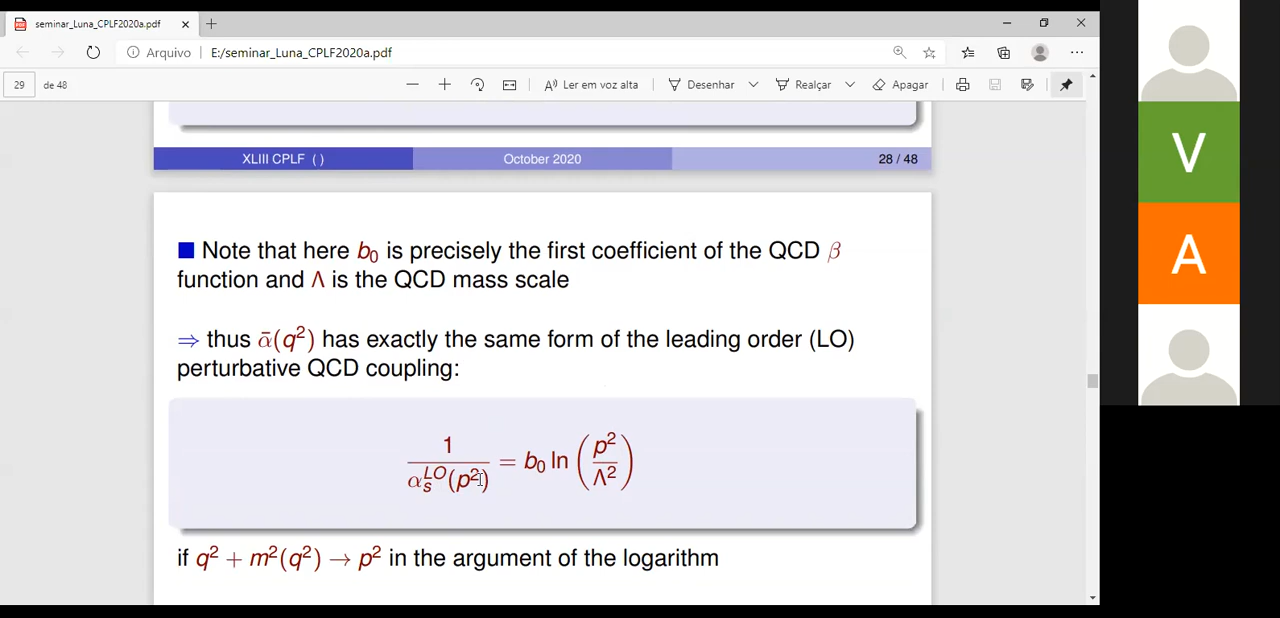 seminar_Luna_CPLF2020a.pdf
Arquivo E:/seminar_Luna_CPLF2020a.pdf
29 de 48 Ler em voz alta Desenhar Realçar Apagar
XLIII CPLF ( ) October 2020 28 / 48
V
A
Note that here b₀ is precisely the first coefficient of the QCD β
function and Λ is the QCD mass scale
⇒ thus ᾱ(q²) has exactly the same form of the leading order (LO)
perturbative QCD coupling:
1/αₛᴸᴼ(p²) = b₀ ln (p²/Λ²)
if q² + m²(q²) → p² in the argument of the logarithm